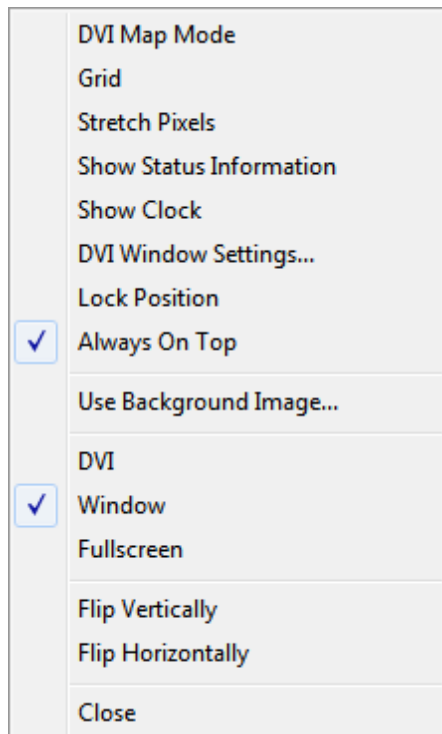 DVI Map Mode
Grid
Stretch Pixels
Show Status Information
Show Clock
DVI Window Settings...
Lock Position
Always On Top
Use Background Image...
DVI
Window
Fullscreen
Flip Vertically
Flip Horizontally
Close